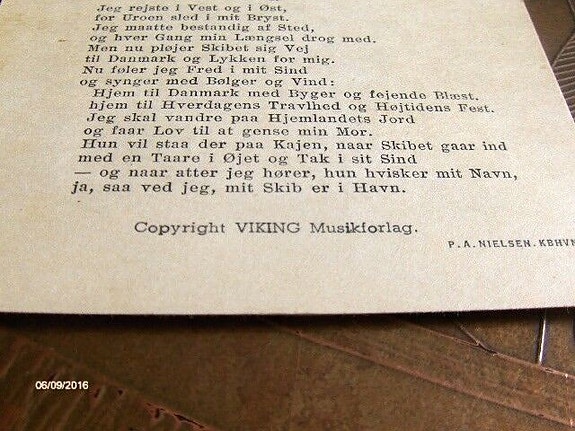 Jeg rejste i Vest og i Øst,
for Uroen sled i mit Bryst.
Jeg maatte bestandig af Sted,
og hver Gang min Længsel drog med.
Men nu pløjer Skibet sig Vej
til Danmark og Lykken for mig.
Nu føler jeg Fred i mit Sind
og synger med Bølger og Vind:
Hjem til Danmark med Byger og fejende Blæst.
hjem til Hverdagens Travlhed og Højtidens Fest.
Jeg skal vandre paa Hjemlandets Jord
og faar Lov til at gense min Mor.
Hun vil staa der paa Kajen, naar Skibet gaar ind
med en Taare i Øjet og Tak i sit Sind
— og naar atter jeg hører, hun hvisker mit Navn,
ja, saa ved jeg, mit Skib er i Havn.
Copyright VIKING Musikforlag.
P. A. NIELSEN. KBHVN
06/09/2016